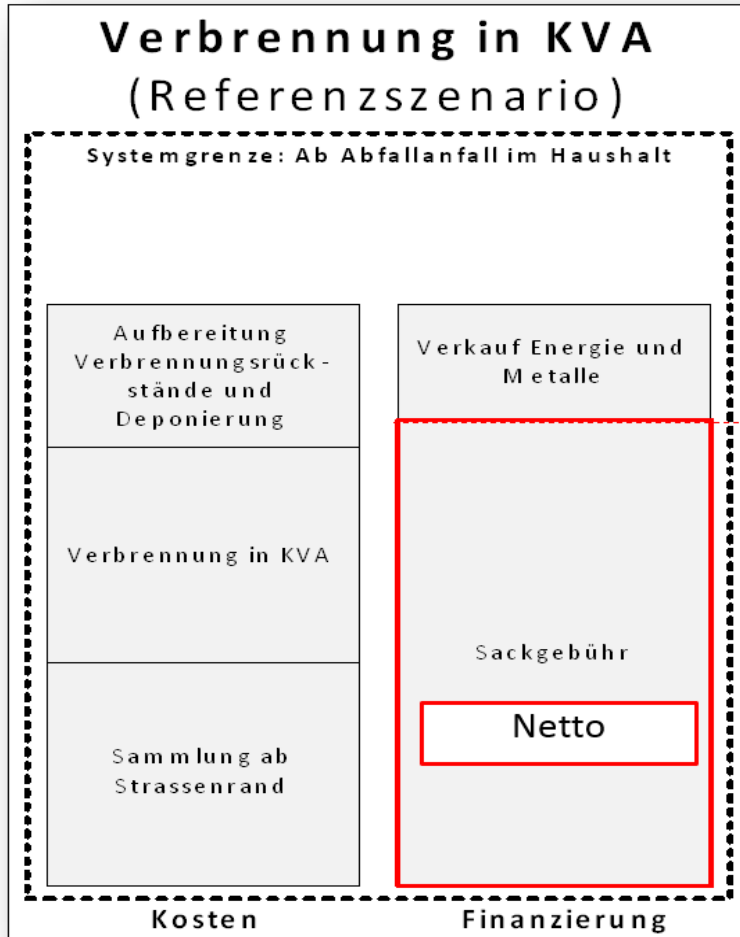 Verbrennung in KVA
(Referenzszenario)
Systemgrenze: Ab Abfallanfall im Haushalt
Aufbereitung
Verbrennungsrück-
stände und
Deponierung
Verbrennung in KVA
Sammlung ab
Strassenrand
Kosten
Verkauf Energie und
Metalle
Sackgebühr
Netto
Finanzierung